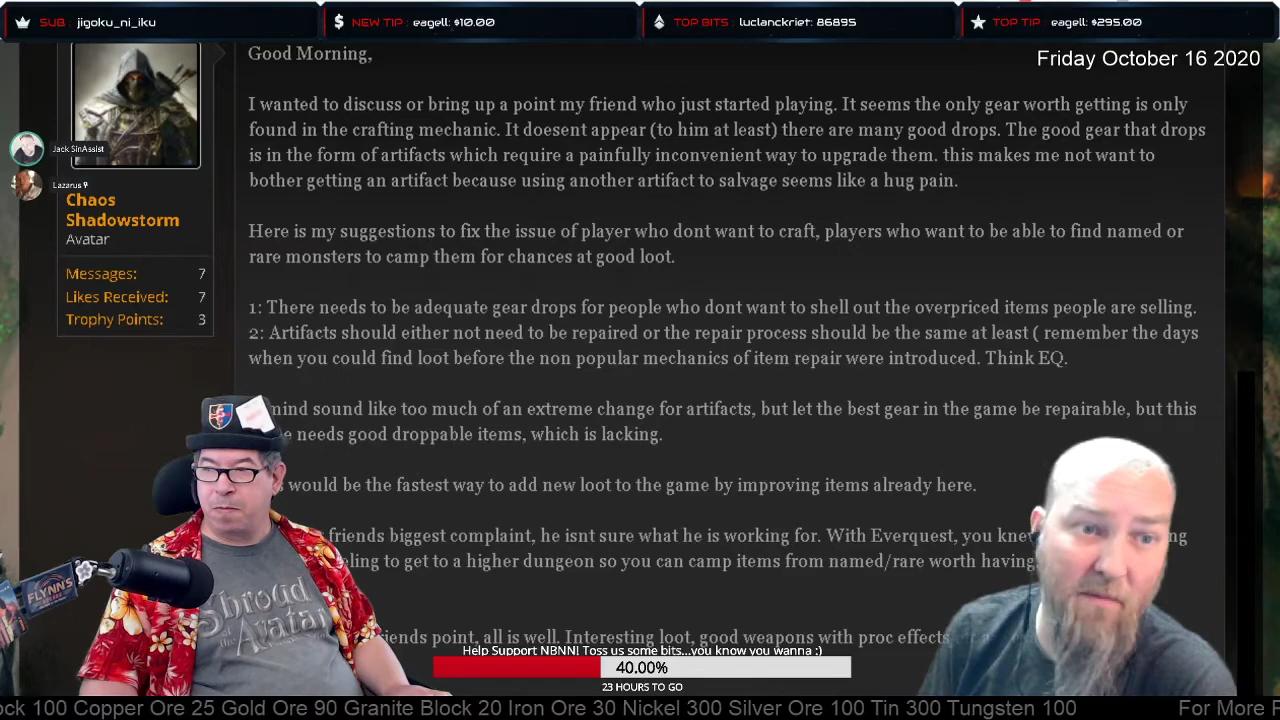 SUB jigoku_ni_iku
$ NEW TIP eagell: $10.00
TOP BITS luclanckriet: 86895
TOP TIP eagell: $295.00
Friday October 16 2020
Good Morning,
I wanted to discuss or bring up a point my friend who just started playing. It seems the only gear worth getting is only
found in the crafting mechanic. It doesent appear (to him at least) there are many good drops. The good gear that drops
is in the form of artifacts which require a painfully inconvenient way to upgrade them. this makes me not want to
bother getting an artifact because using another artifact to salvage seems like a hug pain.
Jack SinAssist
Lazarus
Chaos
Shadowstorm
Avatar
Messages: 7
Likes Received: 7
Trophy Points: 3
Here is my suggestions to fix the issue of player who dont want to craft, players who want to be able to find named or
rare monsters to camp them for chances at good loot.
1: There needs to be adequate gear drops for people who dont want to shell out the overpriced items people are selling.
2: Artifacts should either not need to be repaired or the repair process should be the same at least ( remember the days
when you could find loot before the non popular mechanics of item repair were introduced. Think EQ.
mind sound like too much of an extreme change for artifacts, but let the best gear in the game be repairable, but this
needs good droppable items, which is lacking.
would be the fastest way to add new loot to the game by improving items already here.
friends biggest complaint, he isnt sure what he is working for. With Everquest, you
to get to a higher dungeon so you can camp items from named/rare worth having
point, all is well. Interesting loot, good weapons with proc effects
FLYNN'S
Shroud
of the
Avatar
Help Support NBNN! Toss us some bits...you know you wanna ;)
40.00%
23 HOURS TO GO
ock 100 Copper Ore 25 Gold Ore 90 Granite Block 20 Iron Ore 30 Nickel 300 Silver Ore 100 Tin 300 Tungsten 100 For More